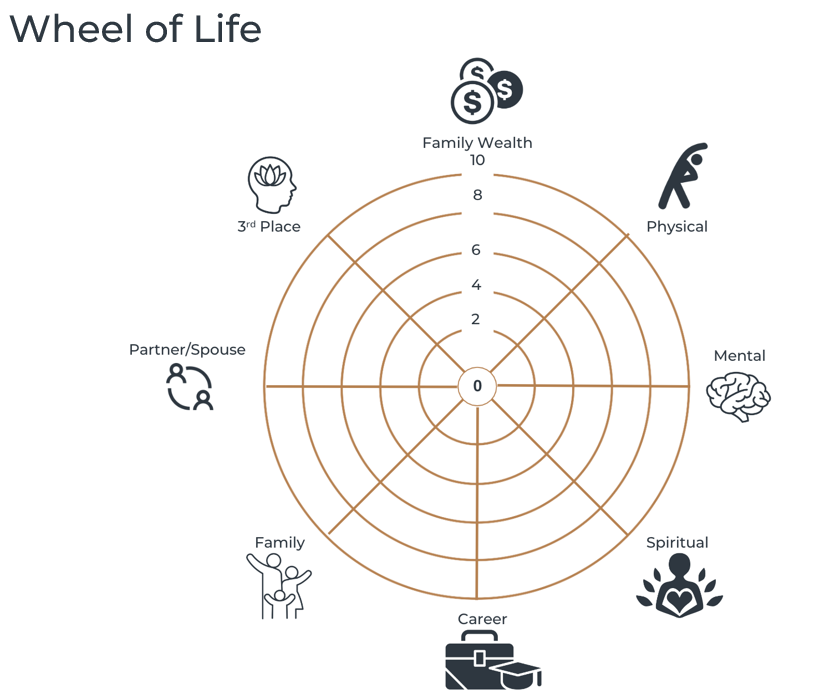 Wheel of Life
$
$
$
Family Wealth
10
8
6
4
2
0
3rd Place
Physical
Partner/Spouse
Mental
Family
Spiritual
Career